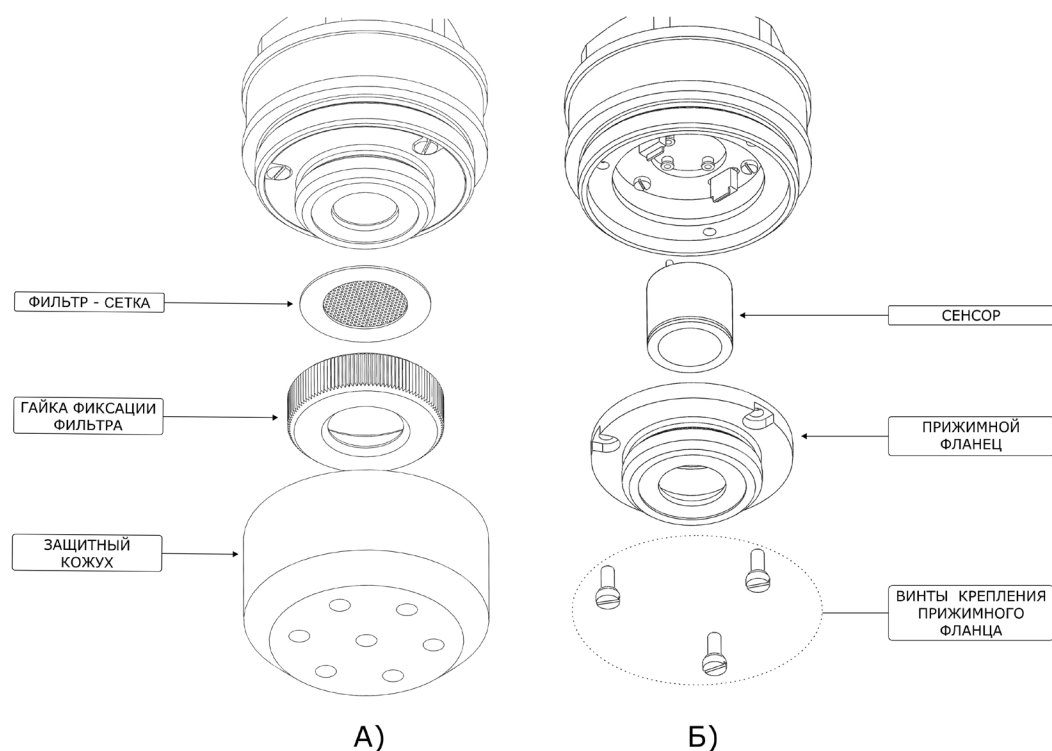 ФИЛЬТР - СЕТКА
ГАЙКА ФИКСАЦИИ
ФИЛЬТРА
ЗАЩИТНЫЙ
КОЖУХ
А)
СЕНСОР
ПРИЖИМНОЙ
ФЛАНЕЦ
ВИНТЫ КРЕПЛЕНИЯ
ПРИЖИМНОГО
ФЛАНЦА
Б)